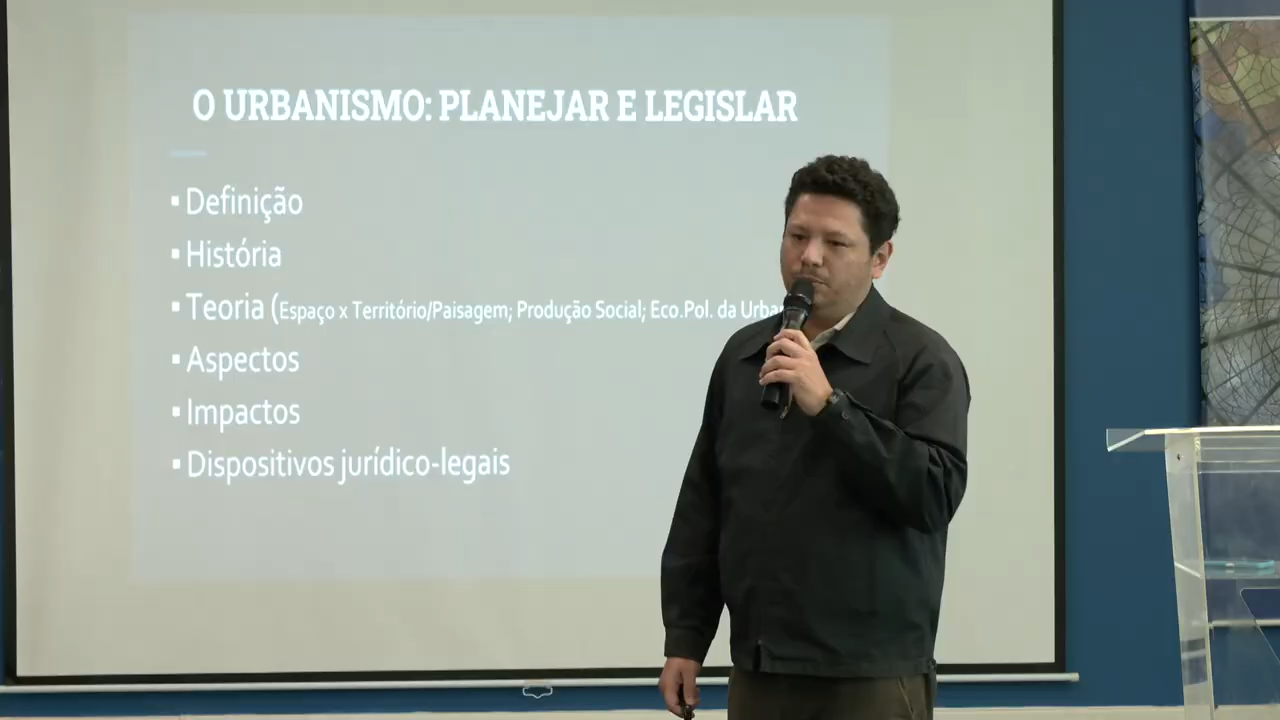 O URBANISMO: PLANEJAR E LEGISLAR
▪ Definição
▪ História
▪ Teoria (Espaço x Território/Paisagem; Produção Social; Eco.Pol. da
▪ Aspectos
▪ Impactos
▪ Dispositivos jurídico-legais